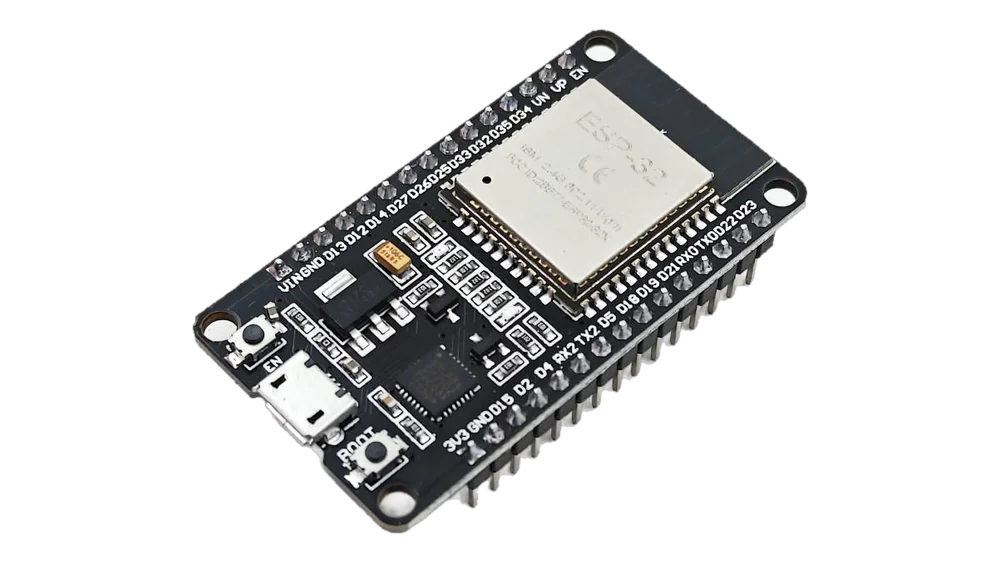 EN
VP
VN
D34
D35
D32
D33
D25
D26
D27
D14
D12
D13
GND
VIN
ESP-32
EN
BOOT
3V3
GND
D15
D2
D4
RX2
TX2
D5
D18
D19
D21
RX0
TX0
D22
D23